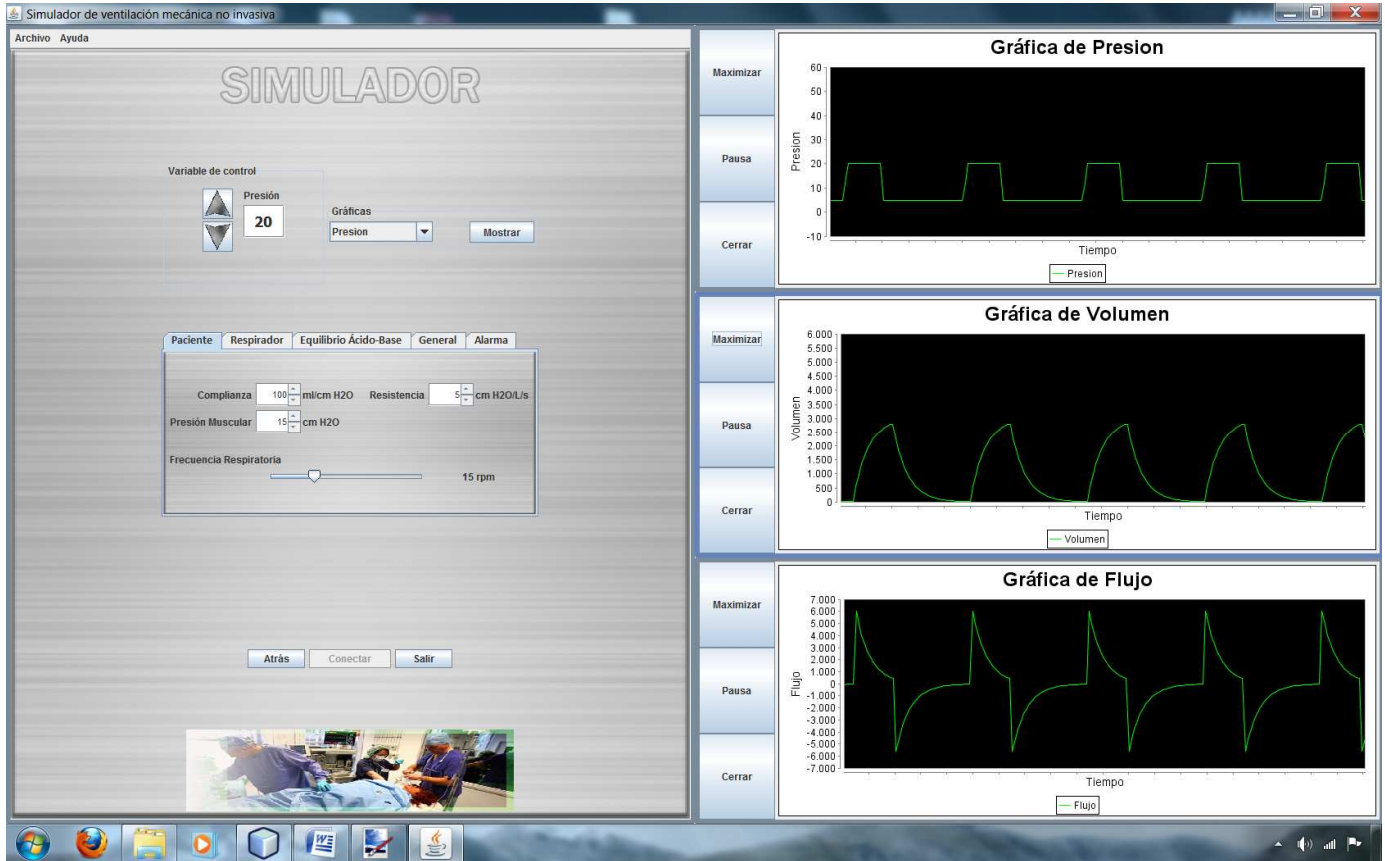 Simulador de ventilación mecánica no invasiva
Archivo Ayuda
SIMULADOR
Variable de control
Presión
20
Gráficas
Presion
Mostrar
Paciente Respirador Equilibrio Ácido-Base General Alarma
Complianza 100 ml/cm H2O Resistencia 5 cm H2O/L/s
Presión Muscular 15 cm H2O
Frecuencia Respiratoria
15 rpm
Atrás Conectar Salir
Maximizar
Pausa
Cerrar
Gráfica de Presion
60
50
40
30
20
10
0
-10
Presion
Tiempo
Presion
Maximizar
Pausa
Cerrar
Gráfica de Volumen
6.000
5.500
5.000
4.500
4.000
3.500
3.000
2.500
2.000
1.500
1.000
500
0
Volumen
Tiempo
Volumen
Maximizar
Pausa
Cerrar
Gráfica de Flujo
7.000
6.000
5.000
4.000
3.000
2.000
1.000
0
-1.000
-2.000
-3.000
-4.000
-5.000
-6.000
-7.000
Flujo
Tiempo
Flujo